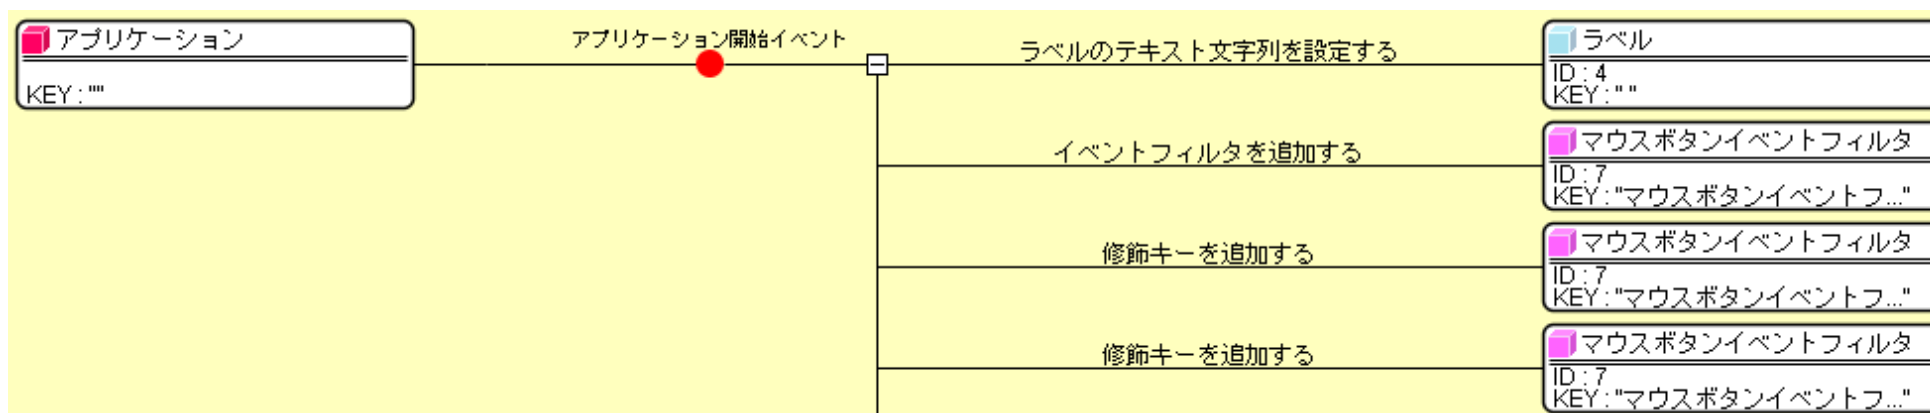 アプリケーション
KEY : ""
アプリケーション開始イベント
ラベルのテキスト文字列を設定する
ラベル
ID : 4
KEY : " "
イベントフィルタを追加する
マウスボタンイベントフィルタ
ID : 7
KEY : "マウスボタンイベントフ..."
修飾キーを追加する
マウスボタンイベントフィルタ
ID : 7
KEY : "マウスボタンイベントフ..."
修飾キーを追加する
マウスボタンイベントフィルタ
ID : 7
KEY : "マウスボタンイベントフ..."